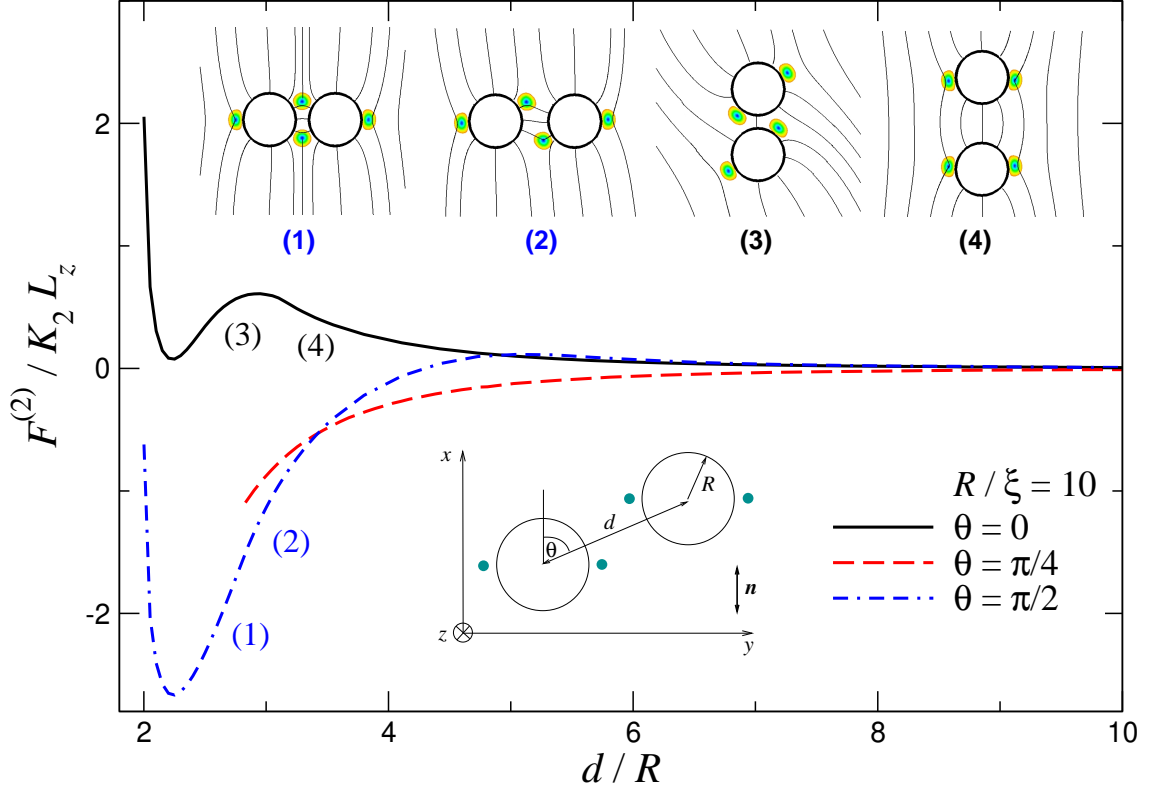 (1) (2) (3) (4)
2
0
-2
F^(2) / K_2 L_z
(3) (4)
(2)
(1)
x
R
d
θ
n
z
y
R / ξ = 10
θ = 0
θ = π/4
θ = π/2
2 4 6 8 10
d / R